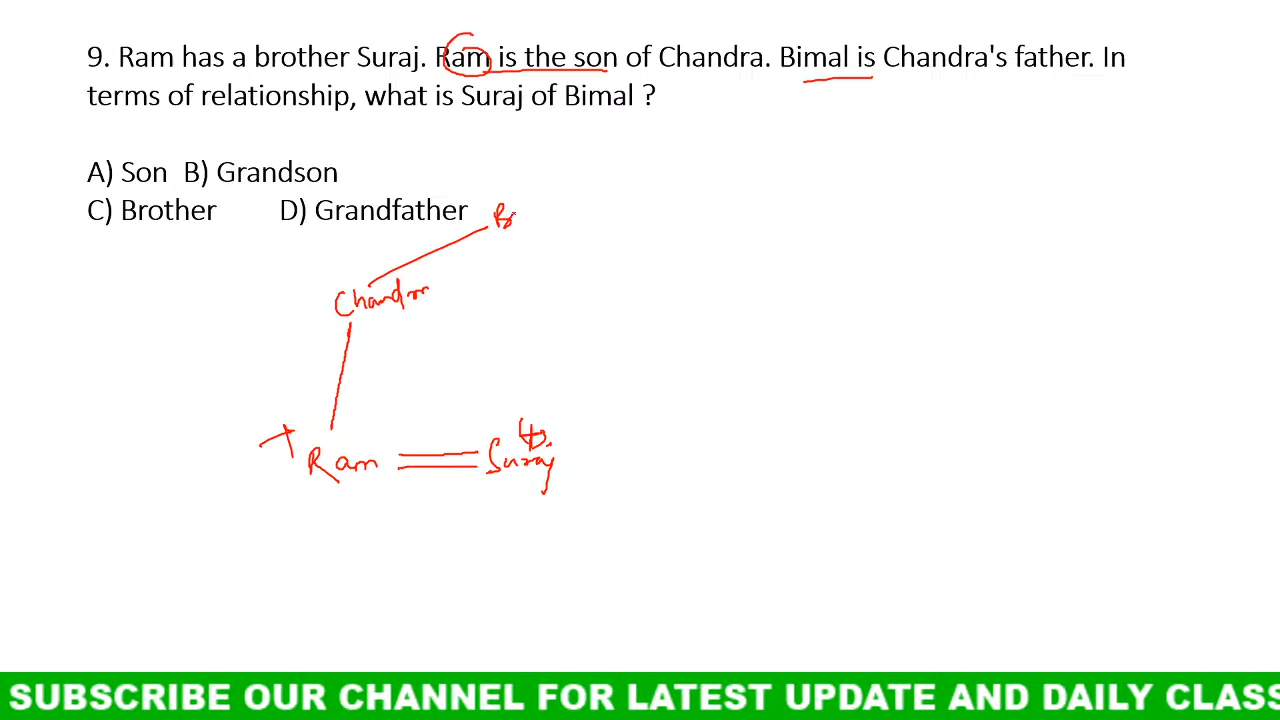 9. Ram has a brother Suraj. Ram is the son of Chandra. Bimal is Chandra's father. In
terms of relationship, what is Suraj of Bimal ?
A) Son B) Grandson
C) Brother D) Grandfather
Chandra
Ram Suraj
SUBSCRIBE OUR CHANNEL FOR LATEST UPDATE AND DAILY CLASS